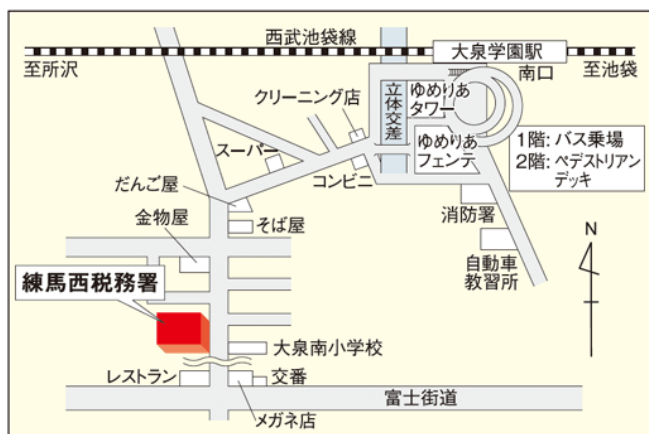 西武池袋線
大泉学園駅
至所沢
南口
至池袋
クリーニング店
立体交差
ゆめりあ
タワー
ゆめりあ
フェンテ
1階: バス乗場
2階: ペデストリアン
デッキ
スーパー
コンビニ
だんご屋
消防署
金物屋
そば屋
N
自動車
教習所
練馬西税務署
大泉南小学校
レストラン
交番
富士街道
メガネ店